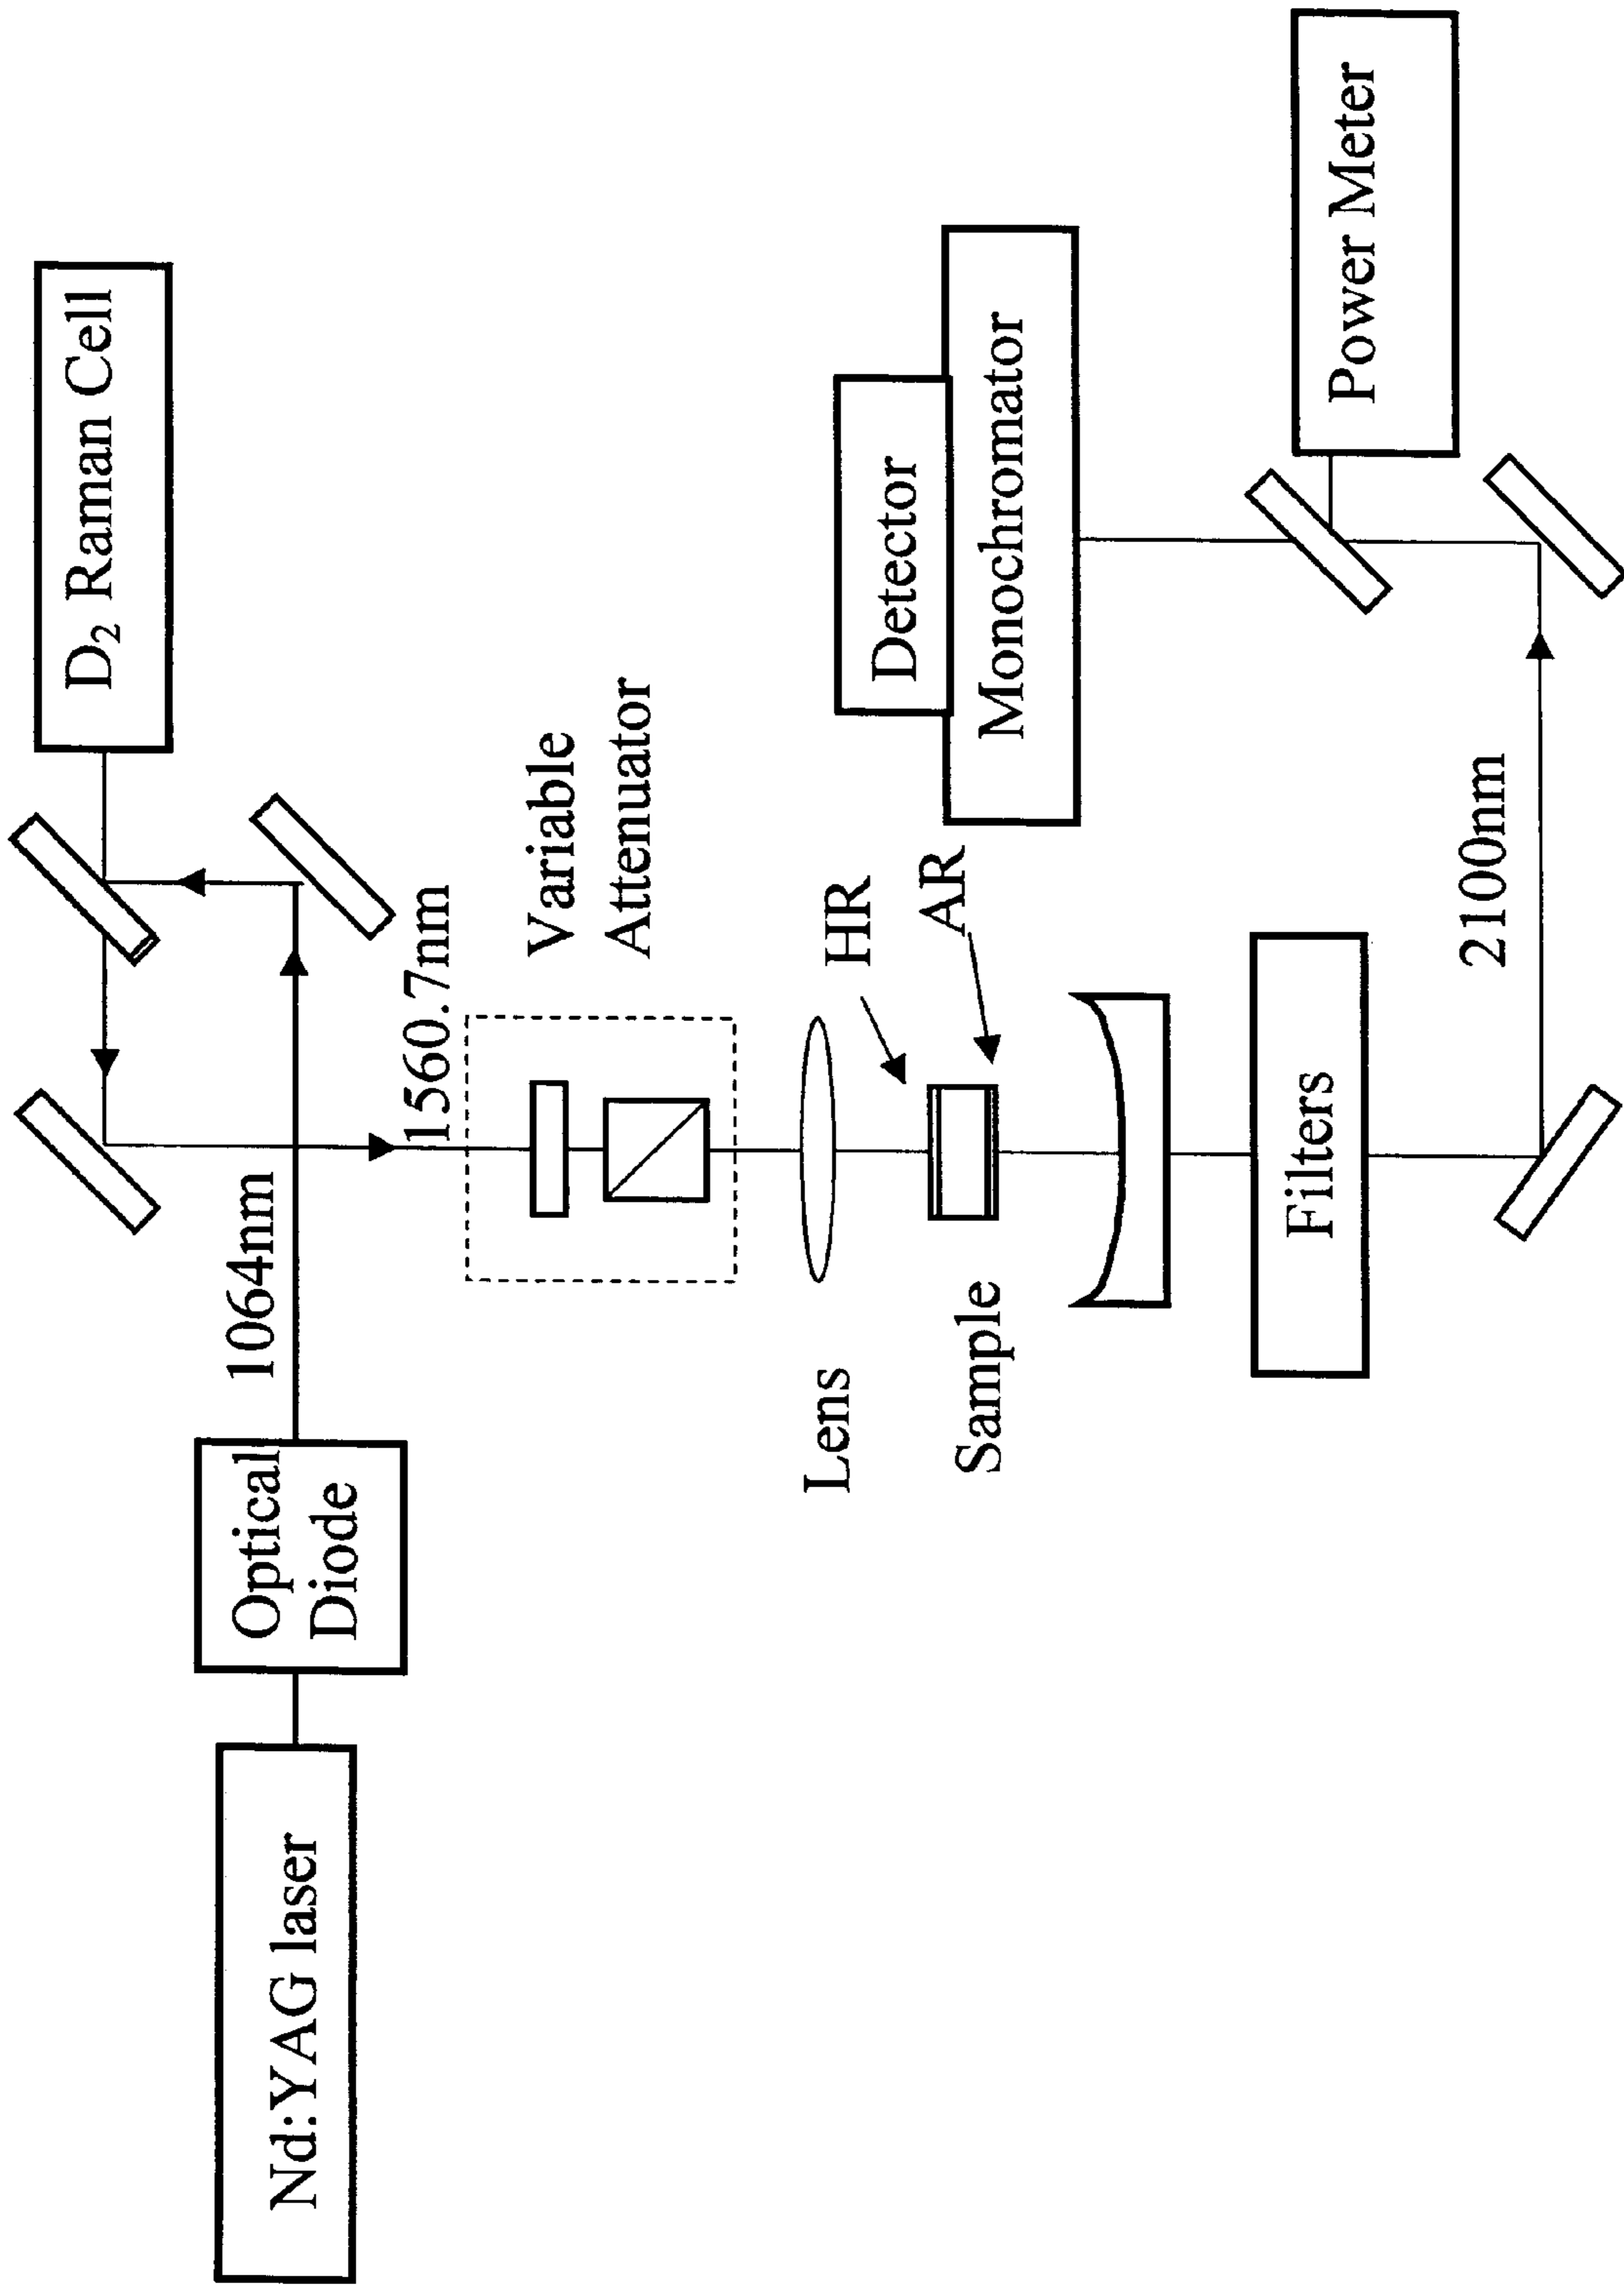 Nd:YAG laser
Optical
Diode
1064nm
D₂ Raman Cell
1560.7nm
Variable
Attenuator
Lens
HR
AR
Sample
Filters
2100nm
Detector
Monochromator
Power Meter